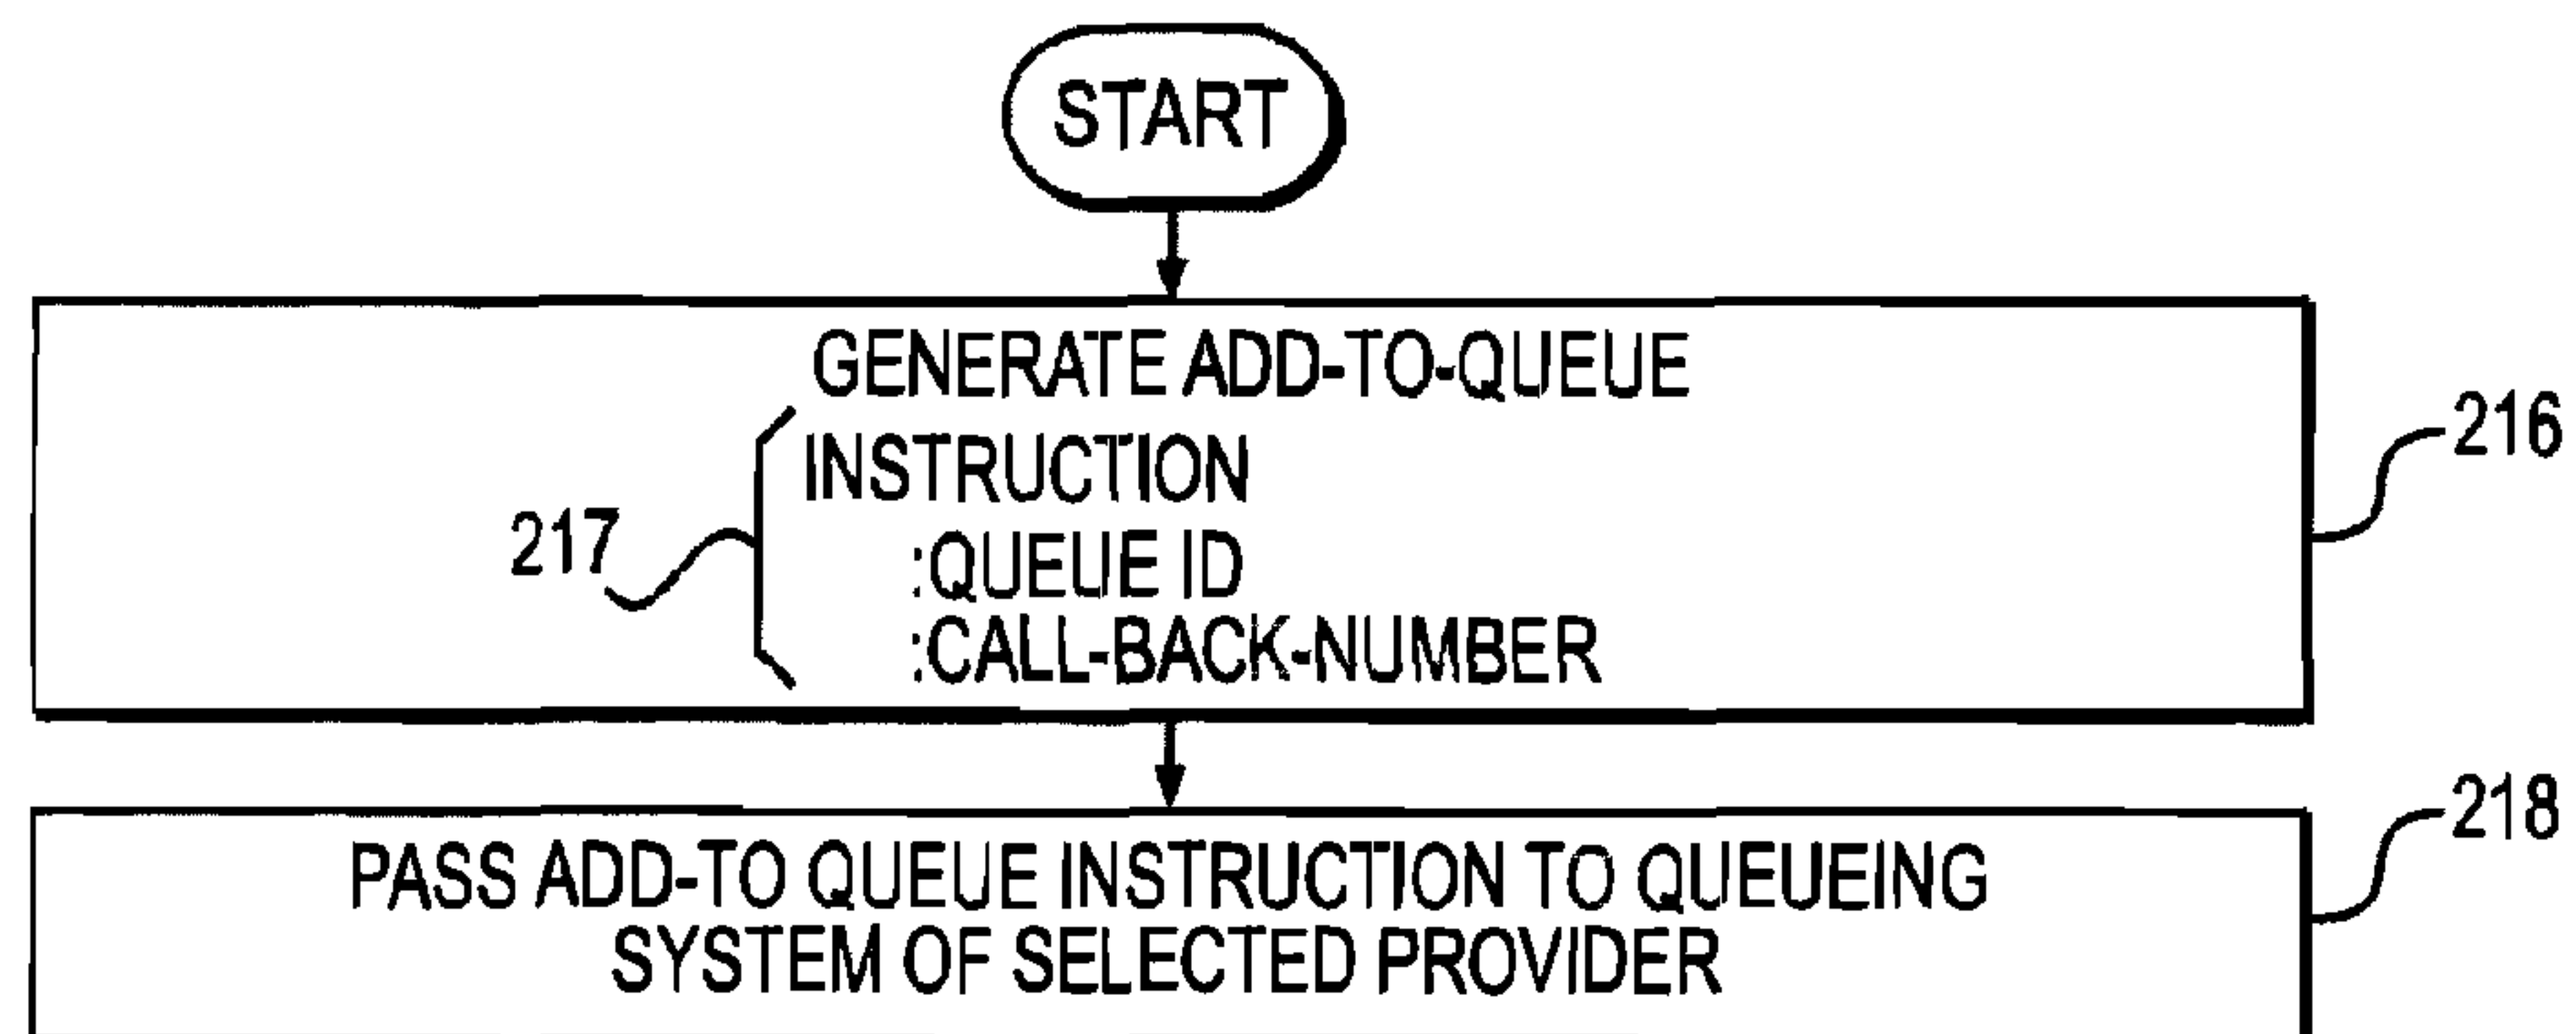 START
GENERATE ADD-TO-QUEUE
INSTRUCTION
216
217
:QUEUE ID
:CALL-BACK-NUMBER
218
PASS ADD-TO QUEUE INSTRUCTION TO QUEUEING
SYSTEM OF SELECTED PROVIDER